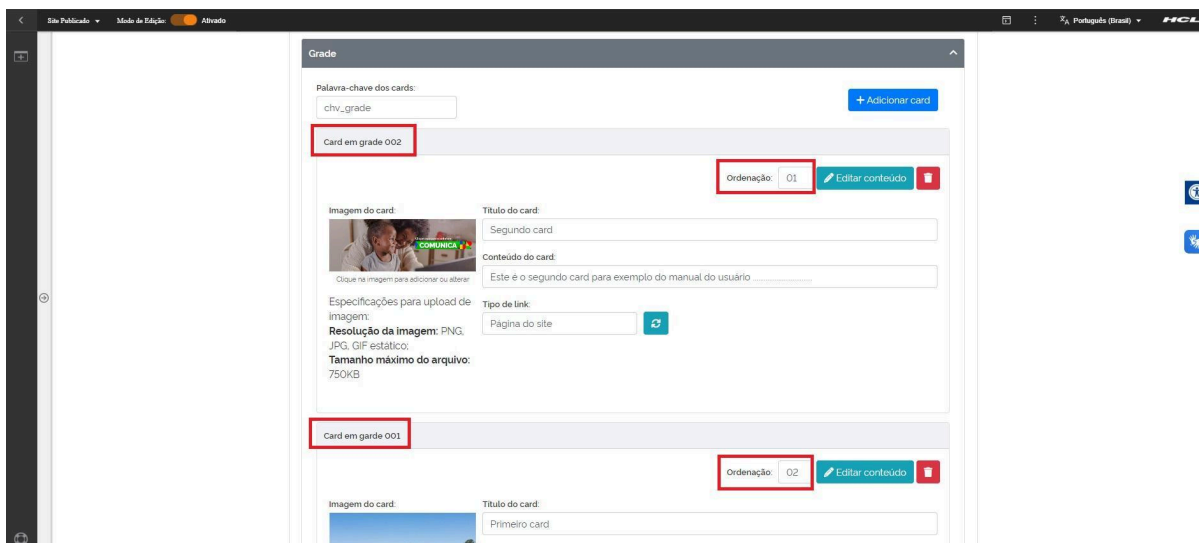 Site Publicado
Modo de Edição:
Ativado
Português (Brasil)
HCL
Grade
Palavra-chave dos cards:
chv_grade
+ Adicionar card
Card em grade 002
Ordenação: 01
Editar conteúdo
Imagem do card:
Título do card:
Segundo card
COMUNICA
Conteúdo do card:
Clique na imagem para adicionar ou alterar
Este é o segundo card para exemplo do manual do usuário
Especificações para upload de
imagem:
Resolução da imagem: PNG,
JPG, GIF estático;
Tamanho máximo do arquivo:
750KB
Tipo de link:
Página do site
Card em garde 001
Ordenação: 02
Editar conteúdo
Imagem do card:
Título do card:
Primeiro card